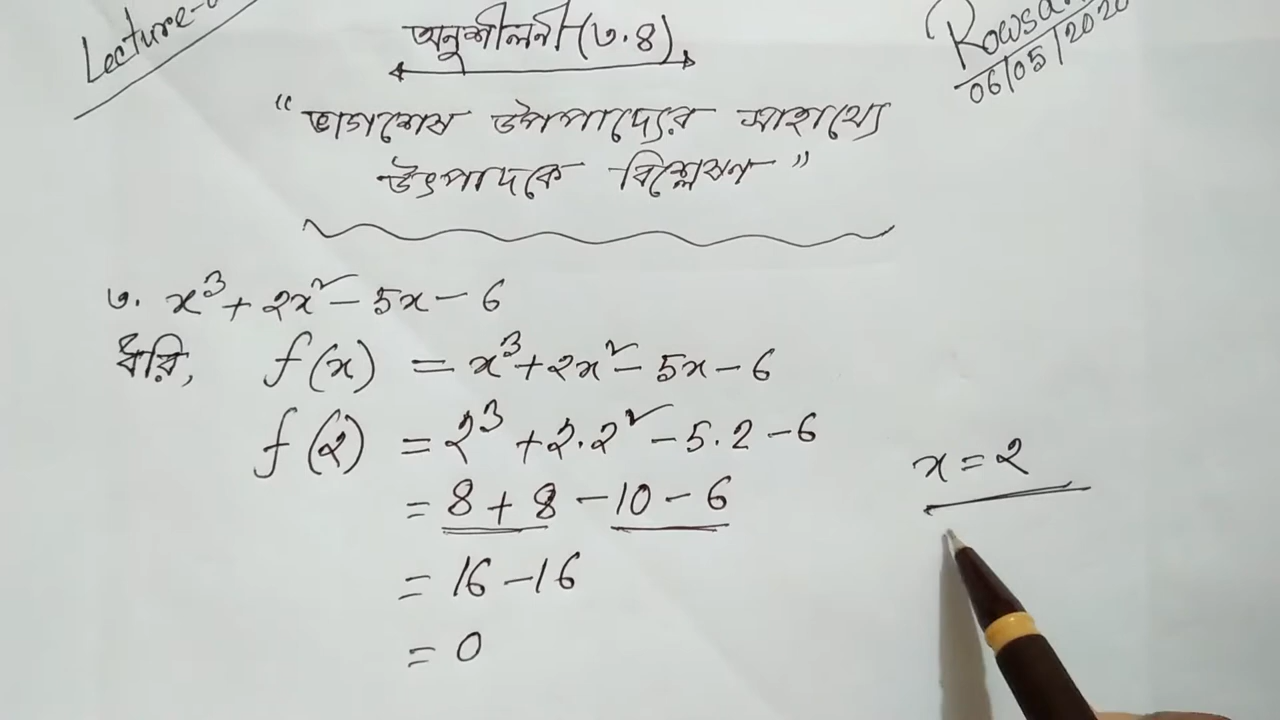 Lecture-
অনুশীলনী (৩.৪)
06/05/2020
“ভাগশেষ উপপাদ্যের সাহায্যে
উৎপাদকে বিশ্লেষণ”
৩. x³ + 2x² - 5x - 6
ধরি, f(x) = x³ + 2x² - 5x - 6
f(2) = 2³ + 2.2² - 5.2 - 6
= 8 + 8 - 10 - 6
x = 2
= 16 - 16
= 0